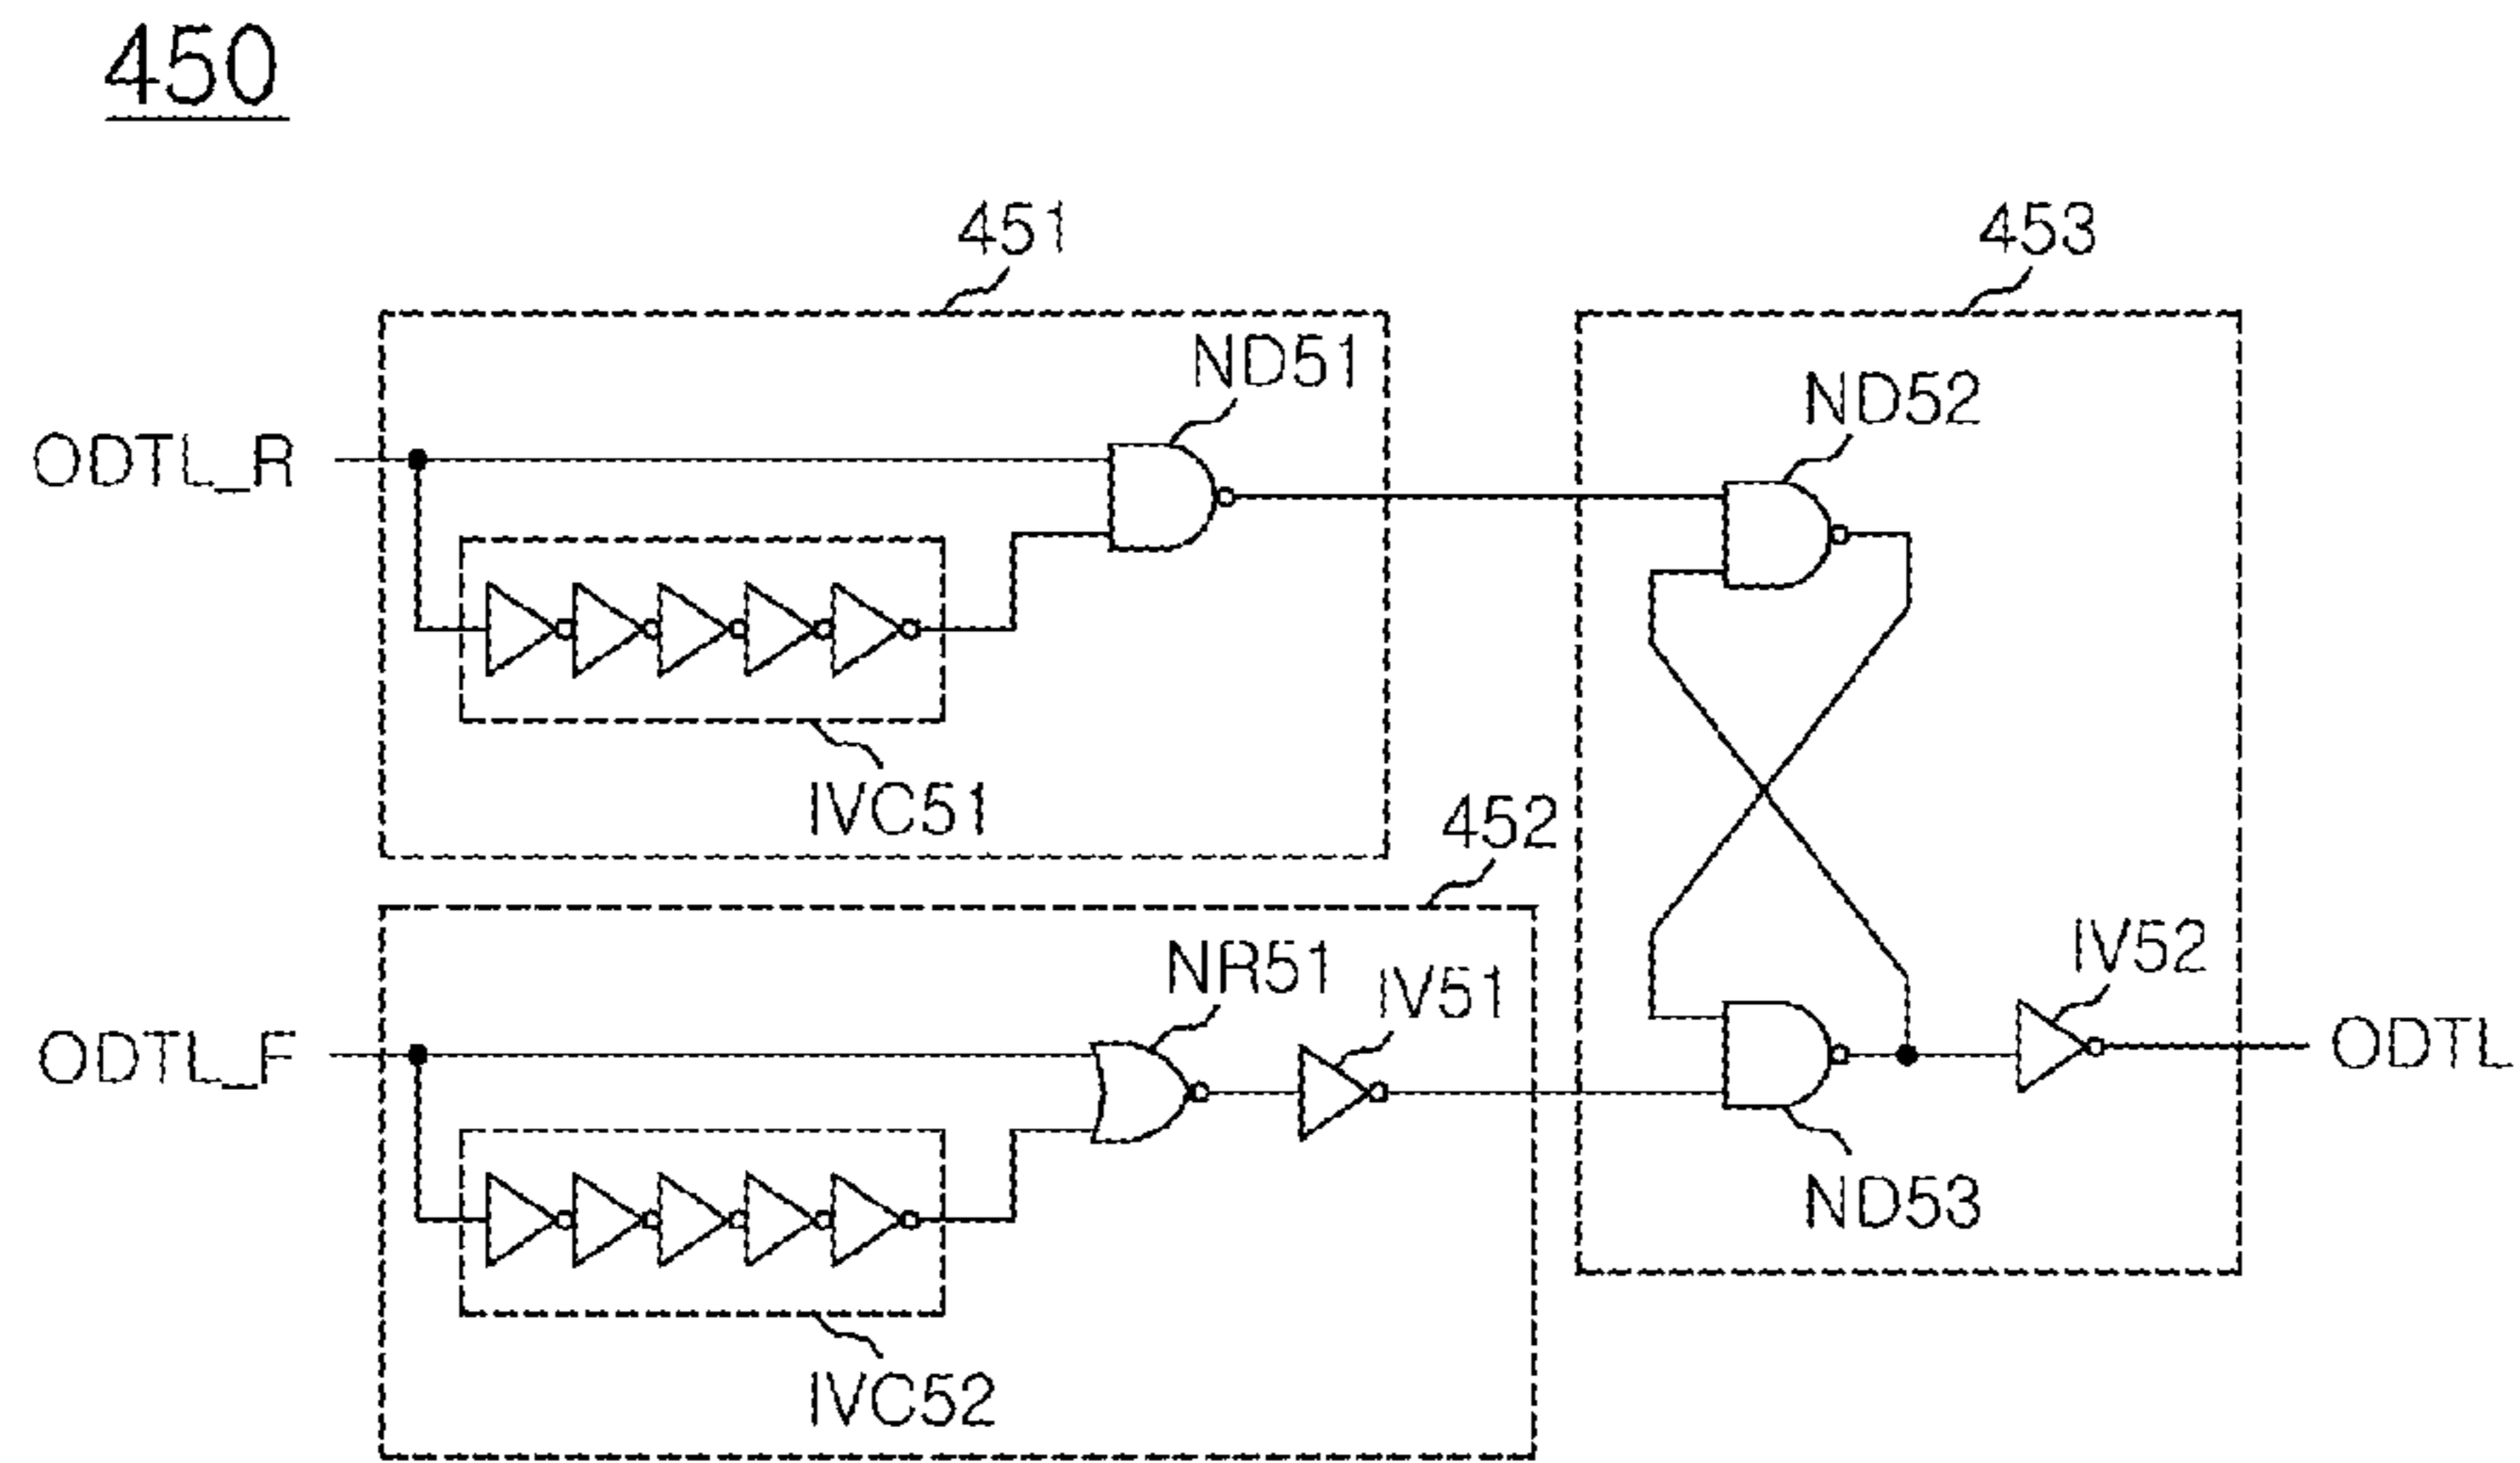 450
451
453
ND51
ND52
ODTL_R
IVC51
452
NR51
IV51
IV52
ODTL_F
ODTL
ND53
IVC52